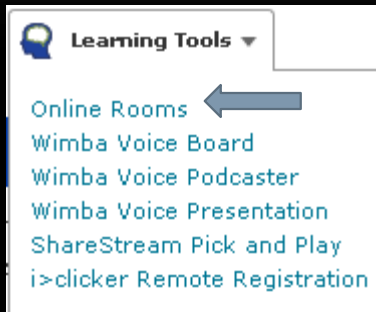 Learning Tools
Online Rooms
Wimba Voice Board
Wimba Voice Podcaster
Wimba Voice Presentation
ShareStream Pick and Play
i>clicker Remote Registration